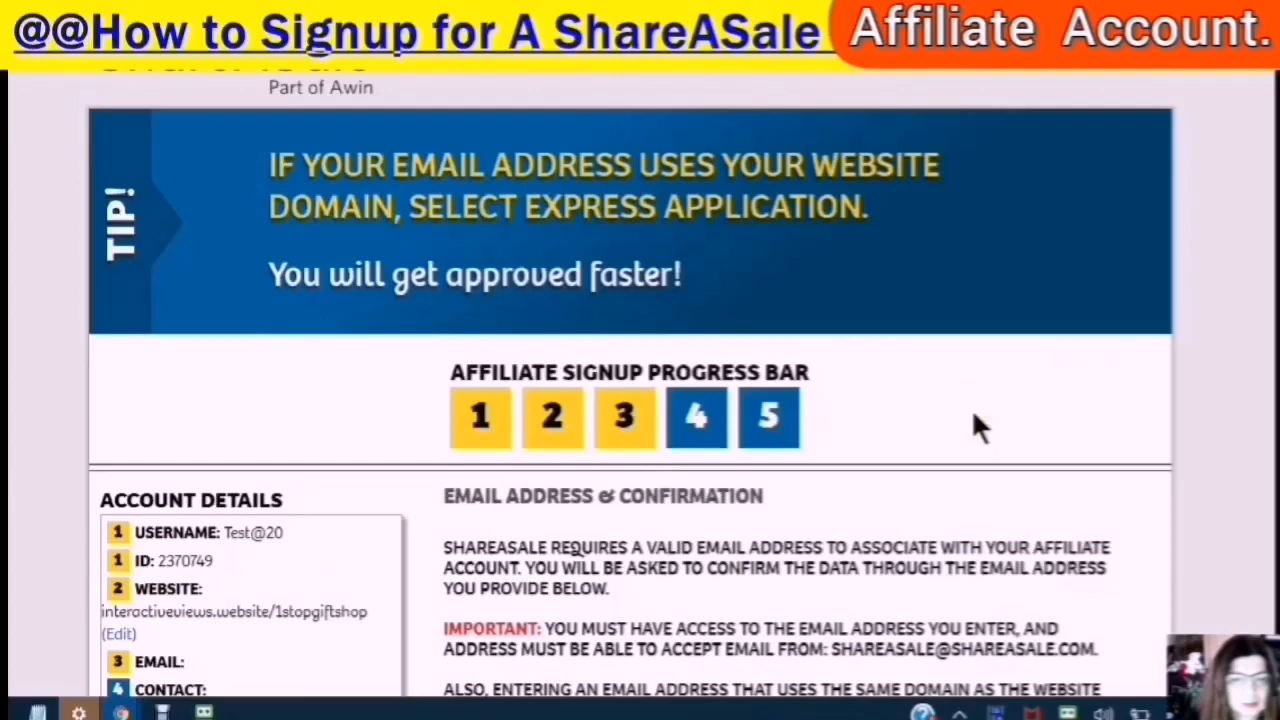 @@How to Signup for A ShareASale Affiliate Account.
Part of Awin
TIP!
IF YOUR EMAIL ADDRESS USES YOUR WEBSITE
DOMAIN, SELECT EXPRESS APPLICATION.
You will get approved faster!
AFFILIATE SIGNUP PROGRESS BAR
1 2 3 4 5
ACCOUNT DETAILS
1 USERNAME: Test@20
1 ID: 2370749
2 WEBSITE:
interactiveviews.website/1stopgiftshop
(Edit)
3 EMAIL:
4 CONTACT:
EMAIL ADDRESS & CONFIRMATION
SHAREASALE REQUIRES A VALID EMAIL ADDRESS TO ASSOCIATE WITH YOUR AFFILIATE
ACCOUNT. YOU WILL BE ASKED TO CONFIRM THE DATA THROUGH THE EMAIL ADDRESS
YOU PROVIDE BELOW.
IMPORTANT: YOU MUST HAVE ACCESS TO THE EMAIL ADDRESS YOU ENTER, AND
ADDRESS MUST BE ABLE TO ACCEPT EMAIL FROM: SHAREASALE@SHAREASALE.COM.
ALSO, ENTERING AN EMAIL ADDRESS THAT USES THE SAME DOMAIN AS THE WEBSITE